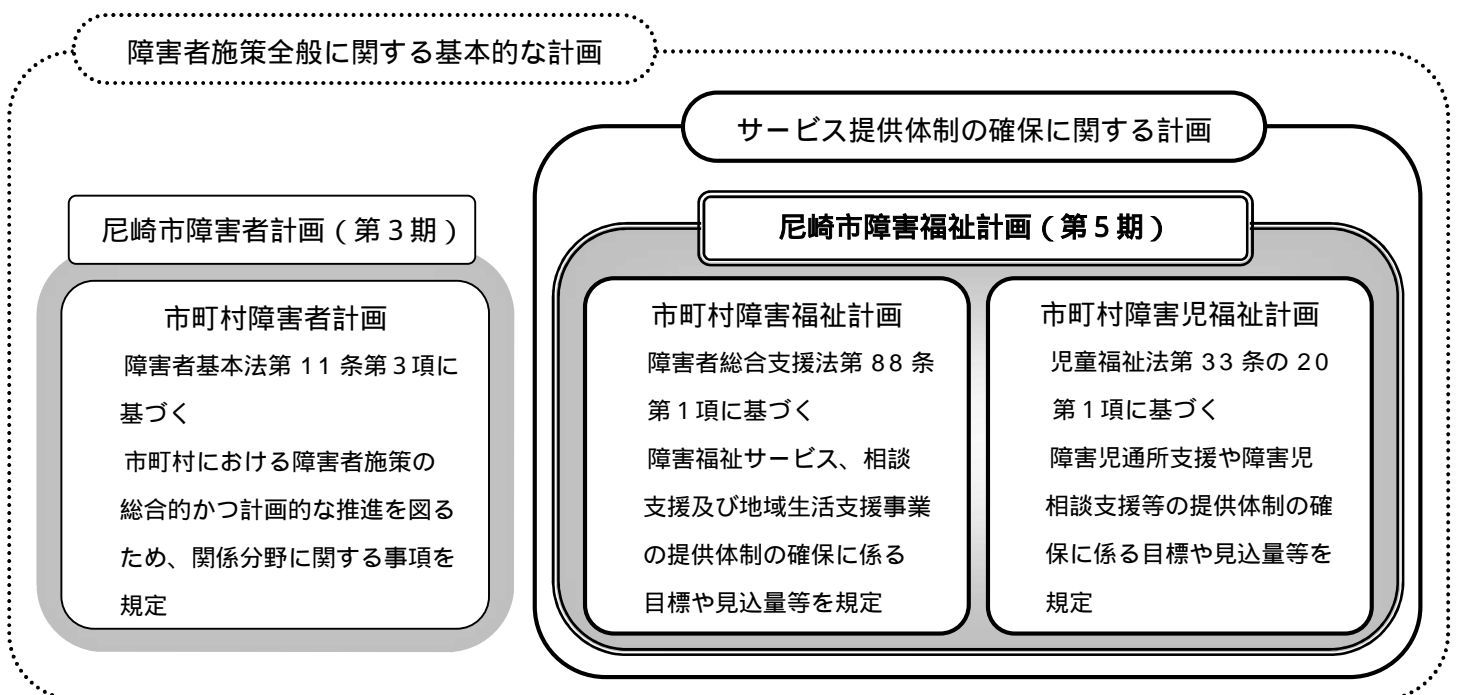 障害者施策全般に関する基本的な計画
サービス提供体制の確保に関する計画
尼崎市障害者計画（第３期）
市町村障害者計画
障害者基本法第 11 条第３項に
基づく
市町村における障害者施策の
総合的かつ計画的な推進を図る
ため、関係分野に関する事項を
規定
尼崎市障害福祉計画（第５期）
市町村障害福祉計画
障害者総合支援法第 88 条
第１項に基づく
障害福祉サービス、相談
支援及び地域生活支援事業
の提供体制の確保に係る
目標や見込量等を規定
市町村障害児福祉計画
児童福祉法第 33 条の 20
第１項に基づく
障害児通所支援や障害児
相談支援等の提供体制の確
保に係る目標や見込量等を
規定